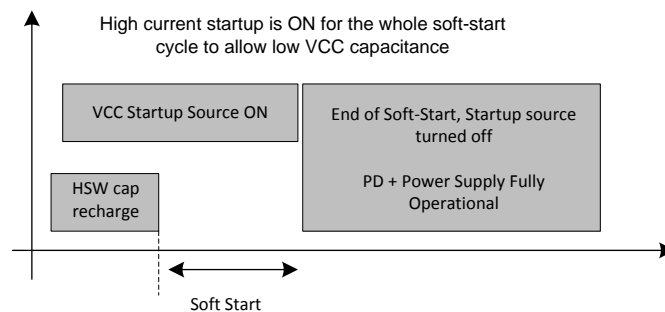 High current startup is ON for the whole soft-start
cycle to allow low VCC capacitance
VCC Startup Source ON
End of Soft-Start, Startup source
turned off
PD + Power Supply Fully
Operational
HSW cap
recharge
Soft Start